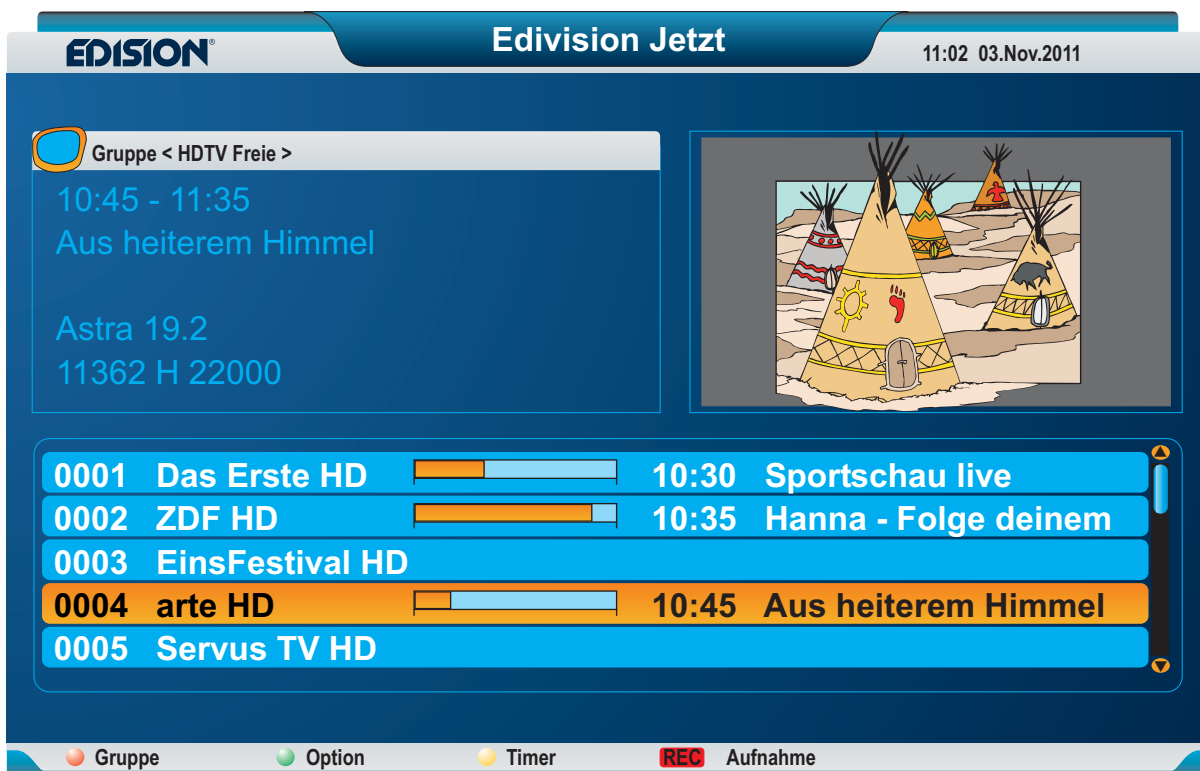 EDISION®
Edivision Jetzt
11:02 03.Nov.2011
Gruppe < HDTV Freie >
10:45 - 11:35
Aus heiterem Himmel
Astra 19.2
11362 H 22000
0001 Das Erste HD 10:30 Sportschau live
0002 ZDF HD 10:35 Hanna - Folge deinem
0003 EinsFestival HD
0004 arte HD 10:45 Aus heiterem Himmel
0005 Servus TV HD
Gruppe Option Timer REC Aufnahme